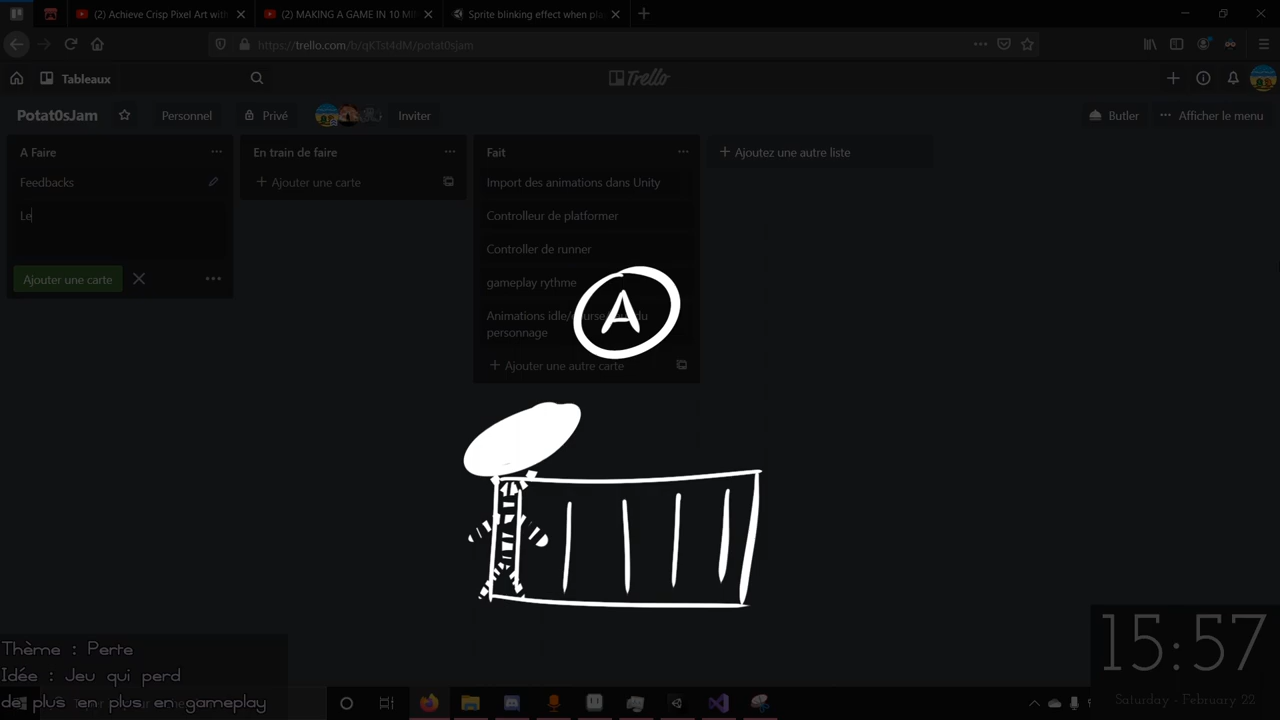 (2) Achieve Crisp Pixel Art with
(2) MAKING A GAME IN 10 MI
Sprite blinking effect when pla
https://trello.com/b/qKTst4dM/potat0sjam
Tableaux
Trello
Potat0sJam
Personnel
Privé
Inviter
Butler
Afficher le menu
A Faire
Feedbacks
Le
Ajouter une carte
En train de faire
Ajouter une carte
Fait
Import des animations dans Unity
Controlleur de platformer
Controller de runner
gameplay rythme
Animations idle/course du
personnage
Ajouter une autre carte
Ajoutez une autre liste
A
Thème : Perte
Idée : Jeu qui perd
de plus en plus en gameplay
15:57
Saturday - February 22